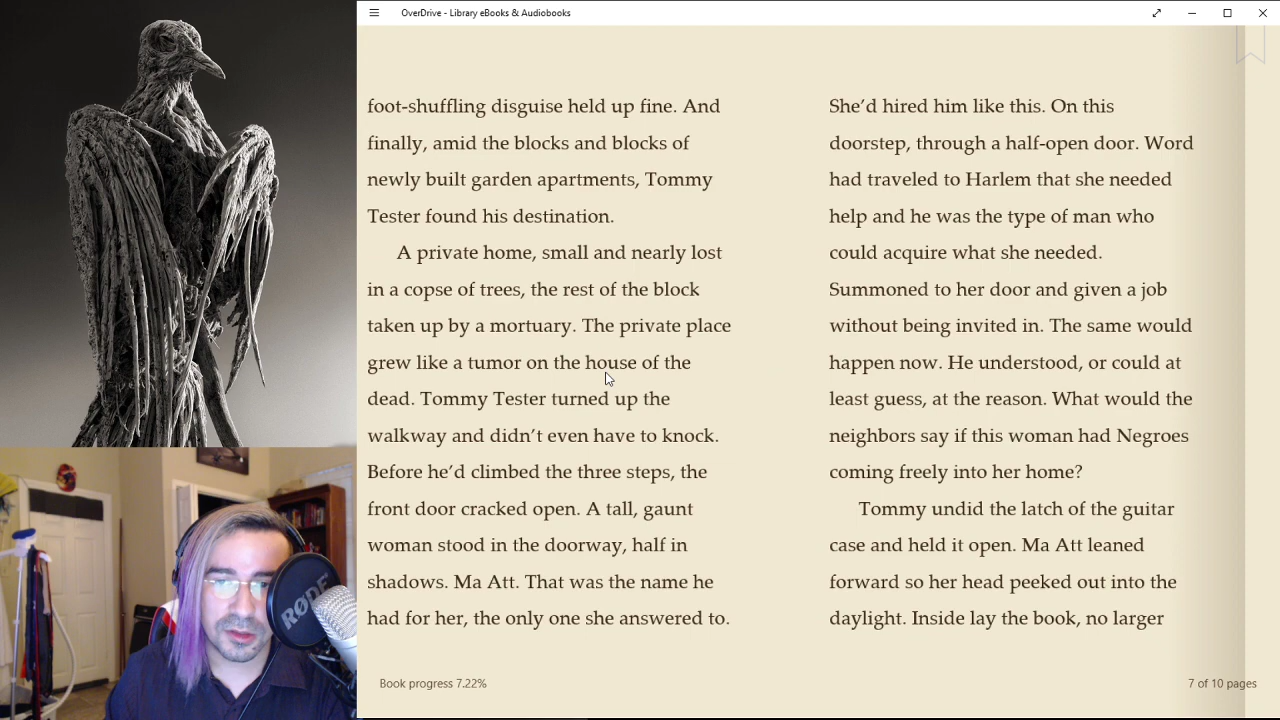 OverDrive - Library eBooks & Audiobooks
foot-shuffling disguise held up fine. And
finally, amid the blocks and blocks of
newly built garden apartments, Tommy
Tester found his destination.
A private home, small and nearly lost
in a copse of trees, the rest of the block
taken up by a mortuary. The private place
grew like a tumor on the house of the
dead. Tommy Tester turned up the
walkway and didn’t even have to knock.
Before he’d climbed the three steps, the
front door cracked open. A tall, gaunt
woman stood in the doorway, half in
shadows. Ma Att. That was the name he
had for her, the only one she answered to.
She’d hired him like this. On this
doorstep, through a half-open door. Word
had traveled to Harlem that she needed
help and he was the type of man who
could acquire what she needed.
Summoned to her door and given a job
without being invited in. The same would
happen now. He understood, or could at
least guess, at the reason. What would the
neighbors say if this woman had Negroes
coming freely into her home?
Tommy undid the latch of the guitar
case and held it open. Ma Att leaned
forward so her head peeked out into the
daylight. Inside lay the book, no larger
Book progress 7.22%
7 of 10 pages
RØDE